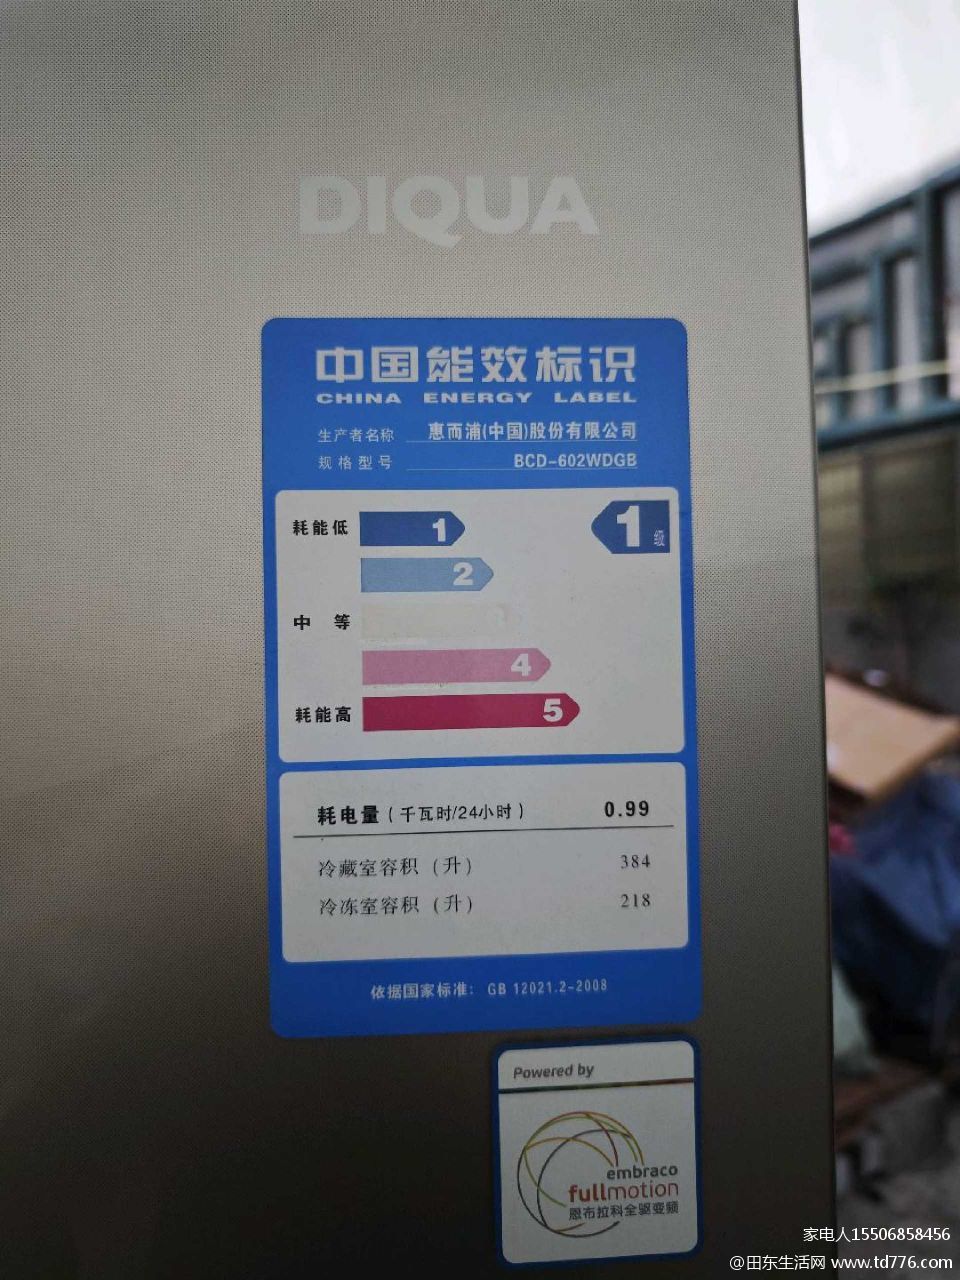 DIQUA
中国能效标识
CHINA ENERGY LABEL
生产者名称 惠而浦(中国)股份有限公司
规格型号 BCD-602WDGB
耗能低 1 1级
2
中 等 3
4
耗能高 5
耗电量(千瓦时/24小时) 0.99
冷藏室容积(升) 384
冷冻室容积(升) 218
依据国家标准: GB 12021.2-2008
Powered by
embraco
fullmotion
恩布拉科全驱变频
家电人15506858456
@田东生活网 www.td776.com